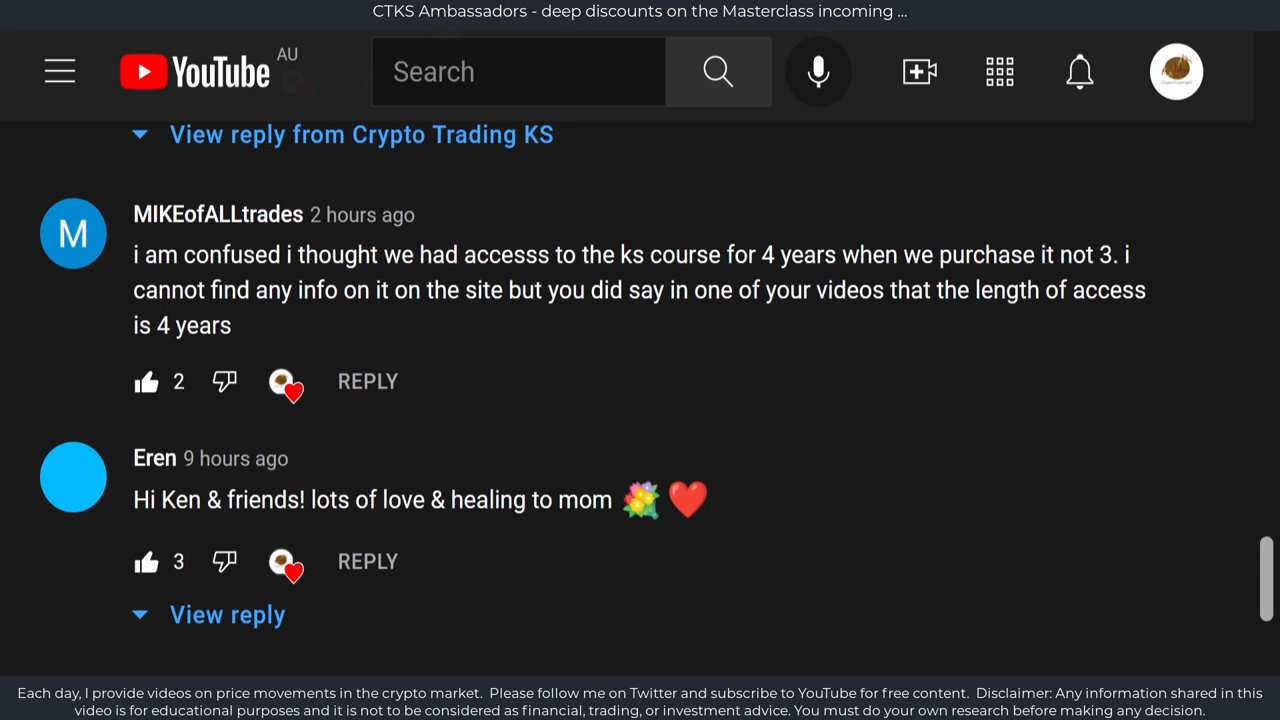 CTKS Ambassadors - deep discounts on the Masterclass incoming ...
YouTube AU
Search
View reply from Crypto Trading KS
M
MIKEofALLtrades 2 hours ago
i am confused i thought we had accesss to the ks course for 4 years when we purchase it not 3. i
cannot find any info on it on the site but you did say in one of your videos that the length of access
is 4 years
2 REPLY
Eren 9 hours ago
Hi Ken & friends! lots of love & healing to mom 💐 ❤️
3 REPLY
View reply
Each day, I provide videos on price movements in the crypto market. Please follow me on Twitter and subscribe to YouTube for free content. Disclaimer: Any information shared in this
video is for educational purposes and it is not to be considered as financial, trading, or investment advice. You must do your own research before making any decision.